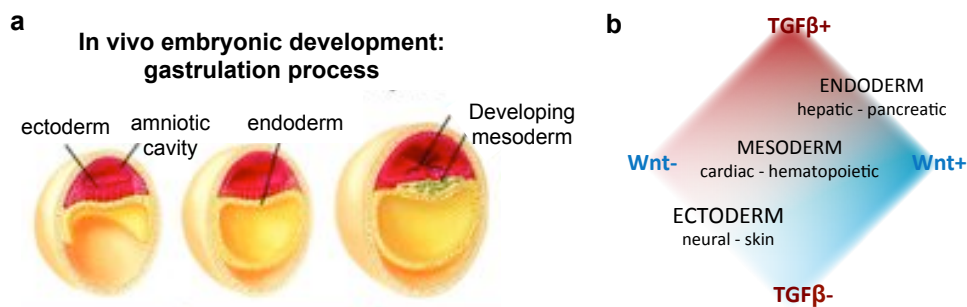 a
In vivo embryonic development:
gastrulation process
ectoderm
amniotic
cavity
endoderm
Developing
mesoderm
b
TGFβ+
ENDODERM
hepatic - pancreatic
Wnt-
MESODERM
cardiac - hematopoietic
Wnt+
ECTODERM
neural - skin
TGFβ-